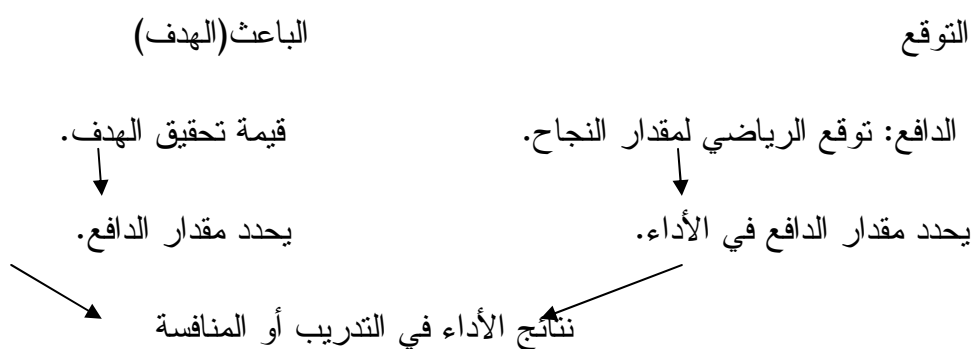 التوقع الباعث(الهدف)
الدافع: توقع الرياضي لمقدار النجاح. قيمة تحقيق الهدف.
يحدد مقدار الدافع في الأداء. يحدد مقدار الدافع.
نتائج الأداء في التدريب أو المنافسة